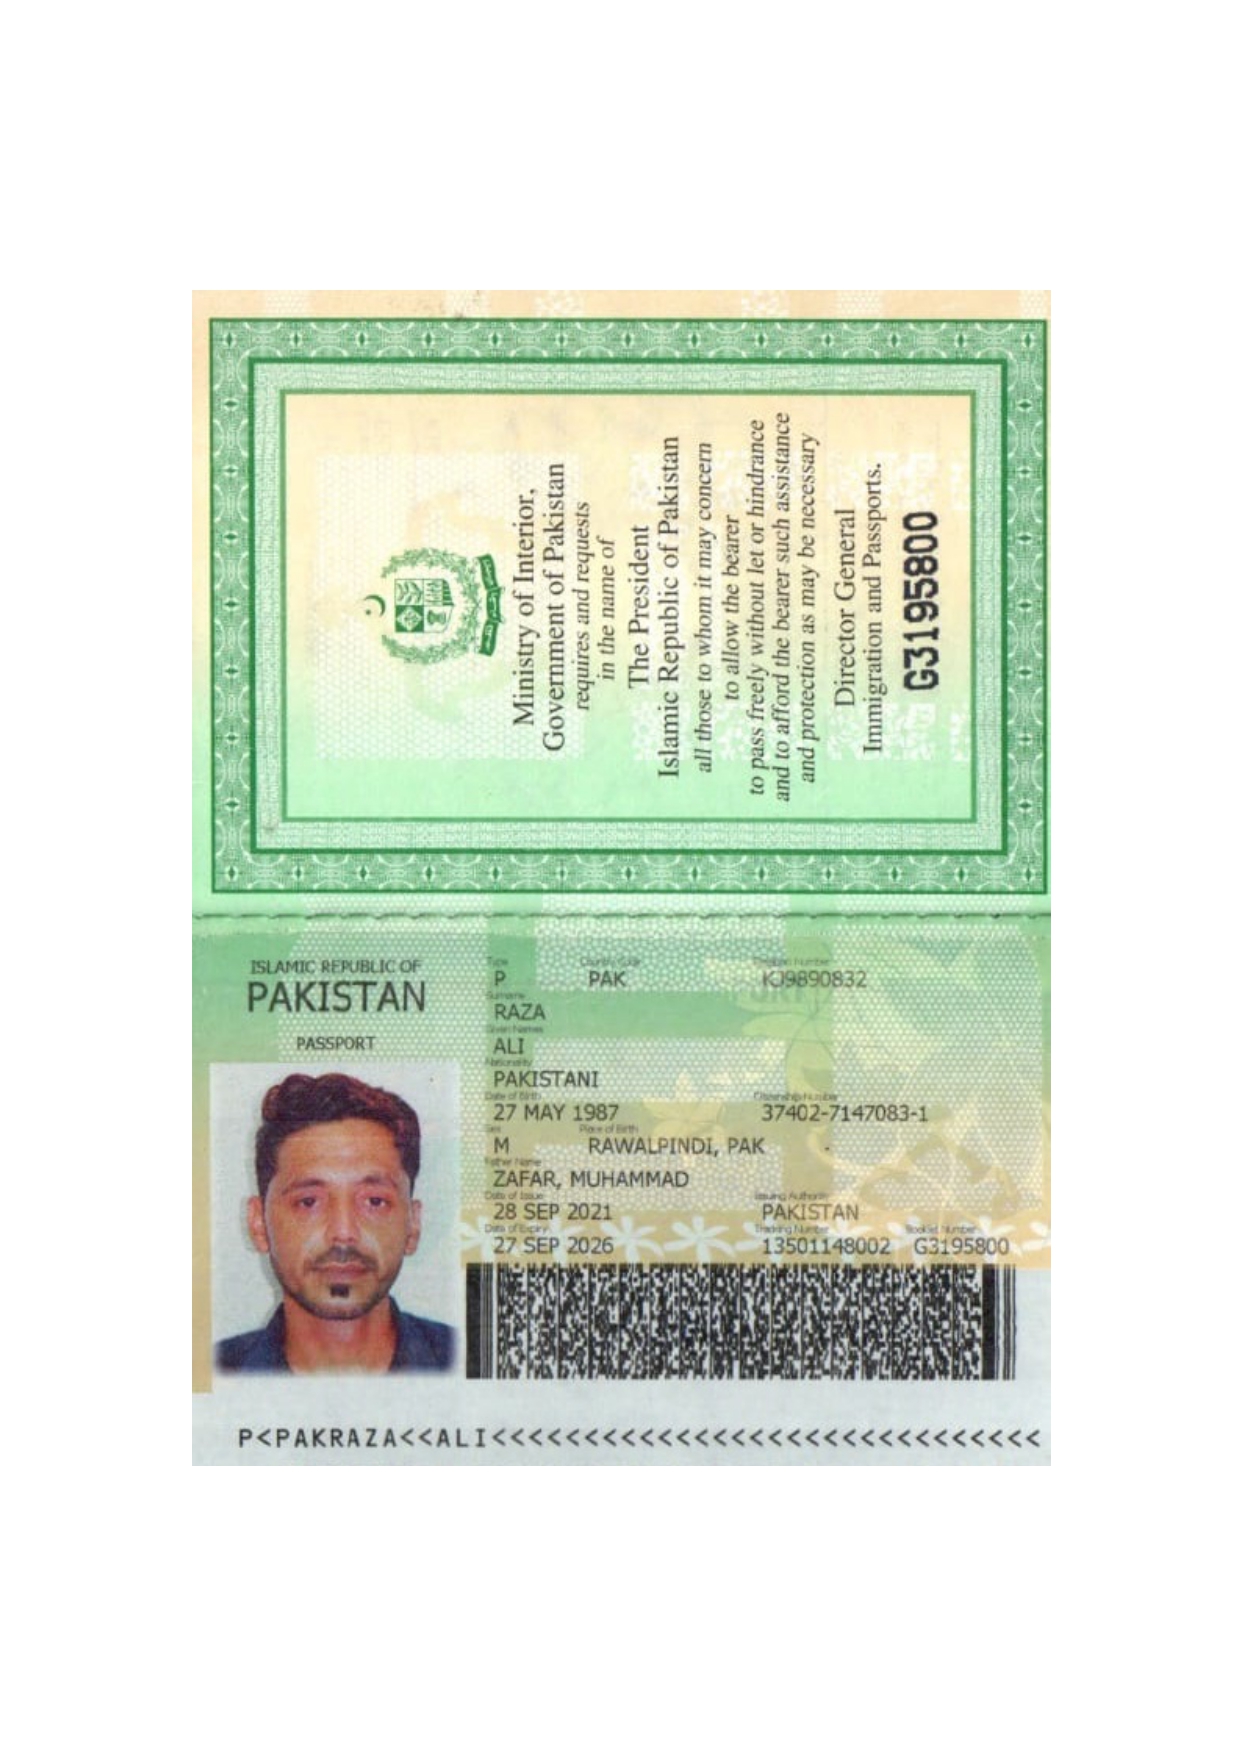 Ministry of Interior,
Government of Pakistan
requires and requests
in the name of
The President
Islamic Republic of Pakistan
all those to whom it may concern
to allow the bearer
to pass freely without let or hindrance
and to afford the bearer such assistance
and protection as may be necessary
Director General
Immigration and Passports.
G3195800
ISLAMIC REPUBLIC OF
PAKISTAN
PASSPORT
Type Country Code Passport Number
P PAK KJ9890832
Surname
RAZA
Given Names
ALI
Nationality
PAKISTANI
Date of Birth Citizenship Number
27 MAY 1987 37402-7147083-1
Sex Place of Birth
M RAWALPINDI, PAK
Father Name
ZAFAR, MUHAMMAD
Date of Issue Issuing Authority
28 SEP 2021 PAKISTAN
Date of Expiry Tracking Number Booklet Number
27 SEP 2026 13501148002 G3195800
P<PAKRAZA<<ALI<<<<<<<<<<<<<<<<<<<<<<<<<<<<<<